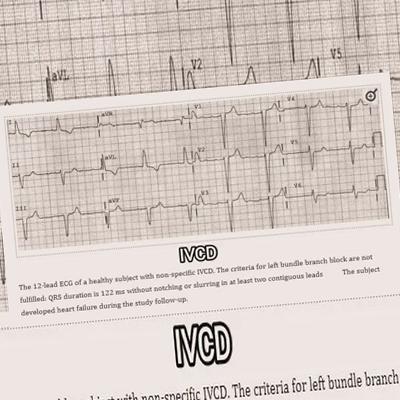 aVL
V2
V5
I
aVR
V1
V4
II
aVL
V2
V5
III
aVF
V3
V6
IVCD
The 12-lead ECG of a healthy subject with non-specific IVCD. The criteria for left bundle branch block are not
fulfilled: QRS duration is 122 ms without notching or slurring in at least two contiguous leads The subject
developed heart failure during the study follow-up.
IVCD
with non-specific IVCD. The criteria for left bundle branch